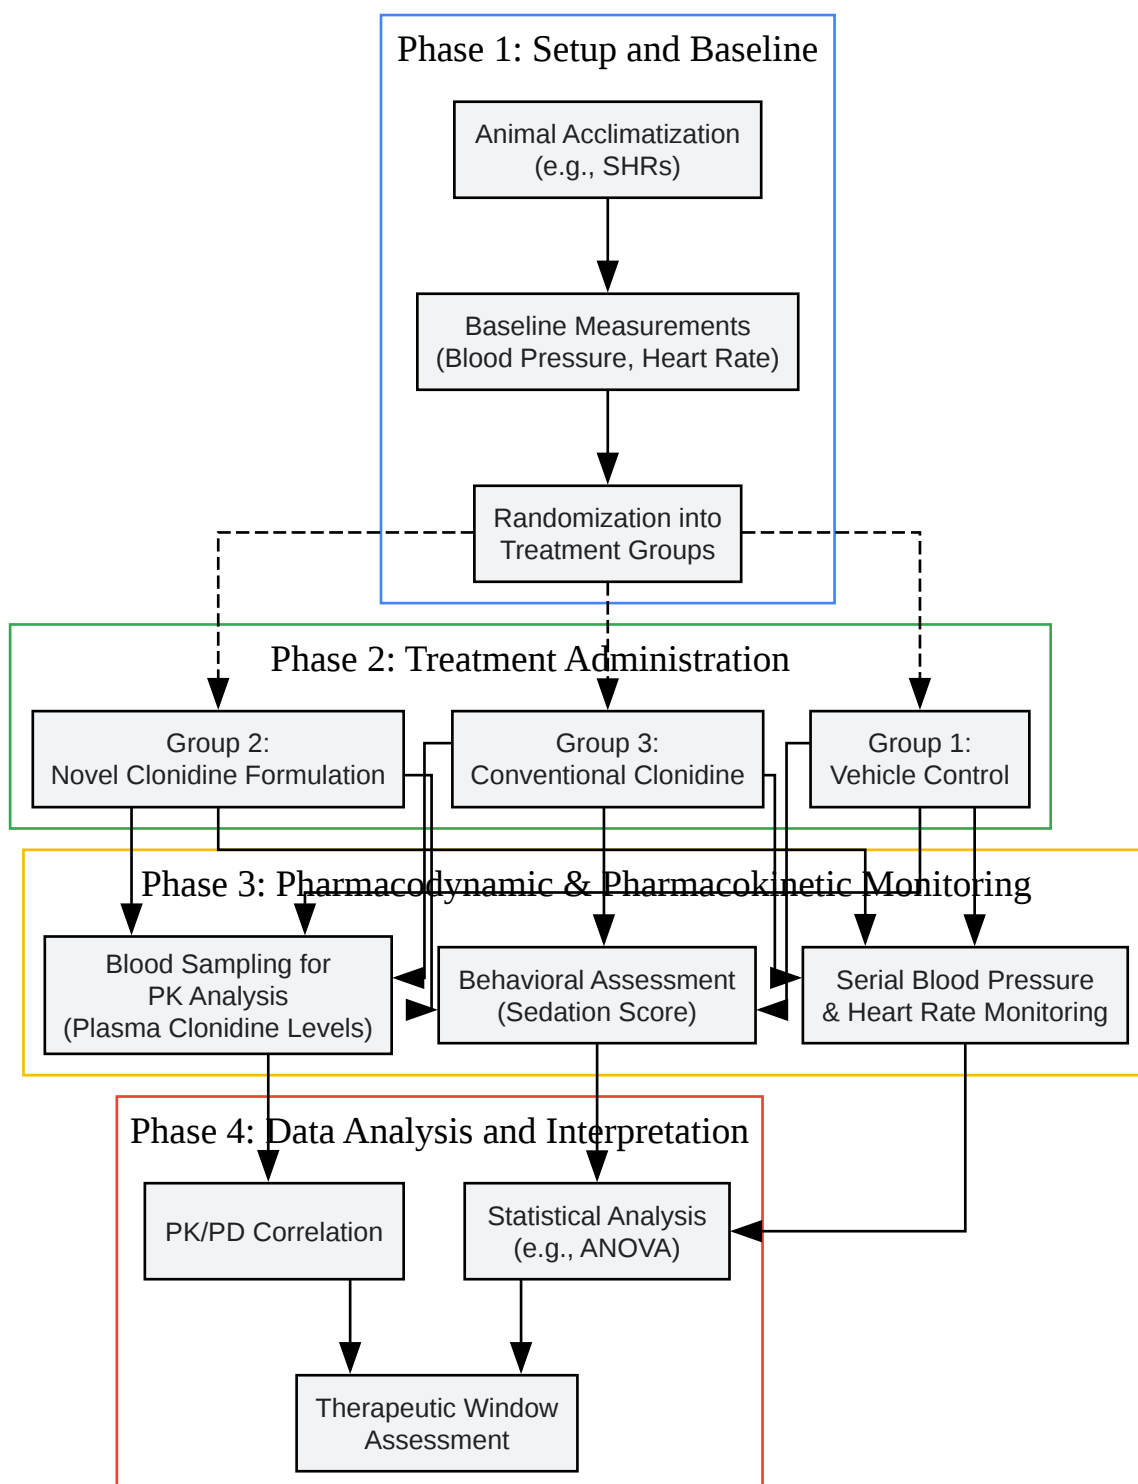 Phase 1: Setup and Baseline
Animal Acclimatization
(e.g., SHRs)
Baseline Measurements
(Blood Pressure, Heart Rate)
Randomization into
Treatment Groups
Phase 2: Treatment Administration
Group 2:
Novel Clonidine Formulation
Group 3:
Conventional Clonidine
Group 1:
Vehicle Control
Phase 3: Pharmacodynamic & Pharmacokinetic Monitoring
Blood Sampling for
PK Analysis
(Plasma Clonidine Levels)
Behavioral Assessment
(Sedation Score)
Serial Blood Pressure
& Heart Rate Monitoring
Phase 4: Data Analysis and Interpretation
PK/PD Correlation
Statistical Analysis
(e.g., ANOVA)
Therapeutic Window
Assessment